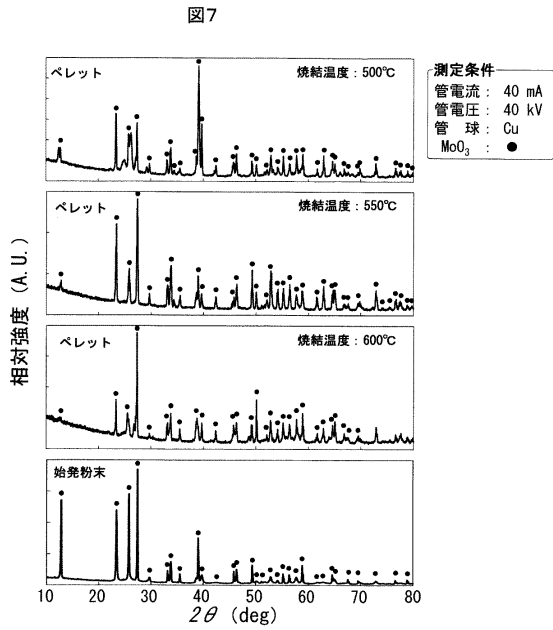 図7
ペレット
焼結温度：500℃
測定条件
管電流：40 mA
管電圧：40 kV
管　球：Cu
MoO₃：●
ペレット
焼結温度：550℃
ペレット
焼結温度：600℃
始発粉末
相対強度 (A.U.)
10 20 30 40 50 60 70 80
2θ (deg)